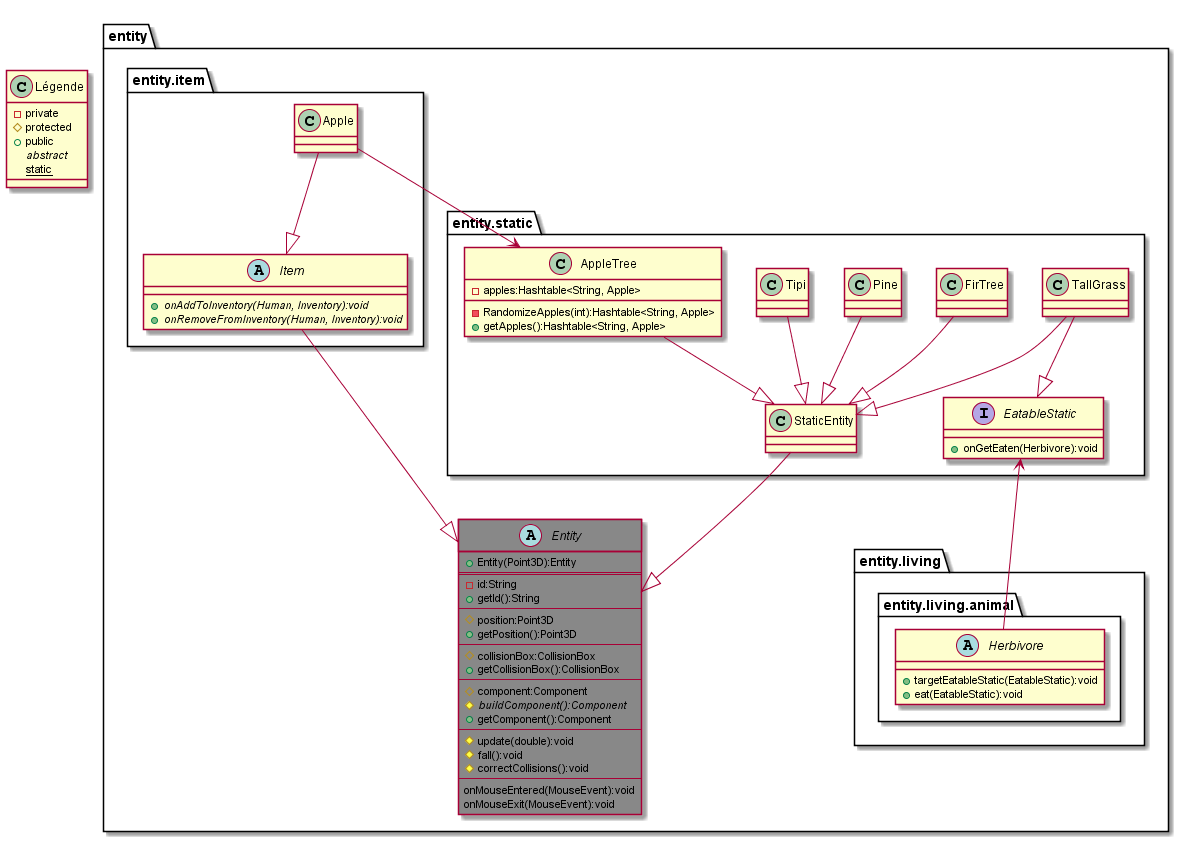 entity
C Légende
private
protected
public
abstract
static
entity.item
C Apple
A Item
onAddToInventory(Human, Inventory):void
onRemoveFromInventory(Human, Inventory):void
entity.static
C AppleTree
apples:Hashtable<String, Apple>
RandomizeApples(int):Hashtable<String, Apple>
getApples():Hashtable<String, Apple>
C Tipi
C Pine
C FirTree
C TallGrass
C StaticEntity
I EatableStatic
onGetEaten(Herbivore):void
A Entity
Entity(Point3D):Entity
id:String
getId():String
position:Point3D
getPosition():Point3D
collisionBox:CollisionBox
getCollisionBox():CollisionBox
component:Component
buildComponent():Component
getComponent():Component
update(double):void
fall():void
correctCollisions():void
onMouseEntered(MouseEvent):void
onMouseExit(MouseEvent):void
entity.living
entity.living.animal
A Herbivore
targetEatableStatic(EatableStatic):void
eat(EatableStatic):void